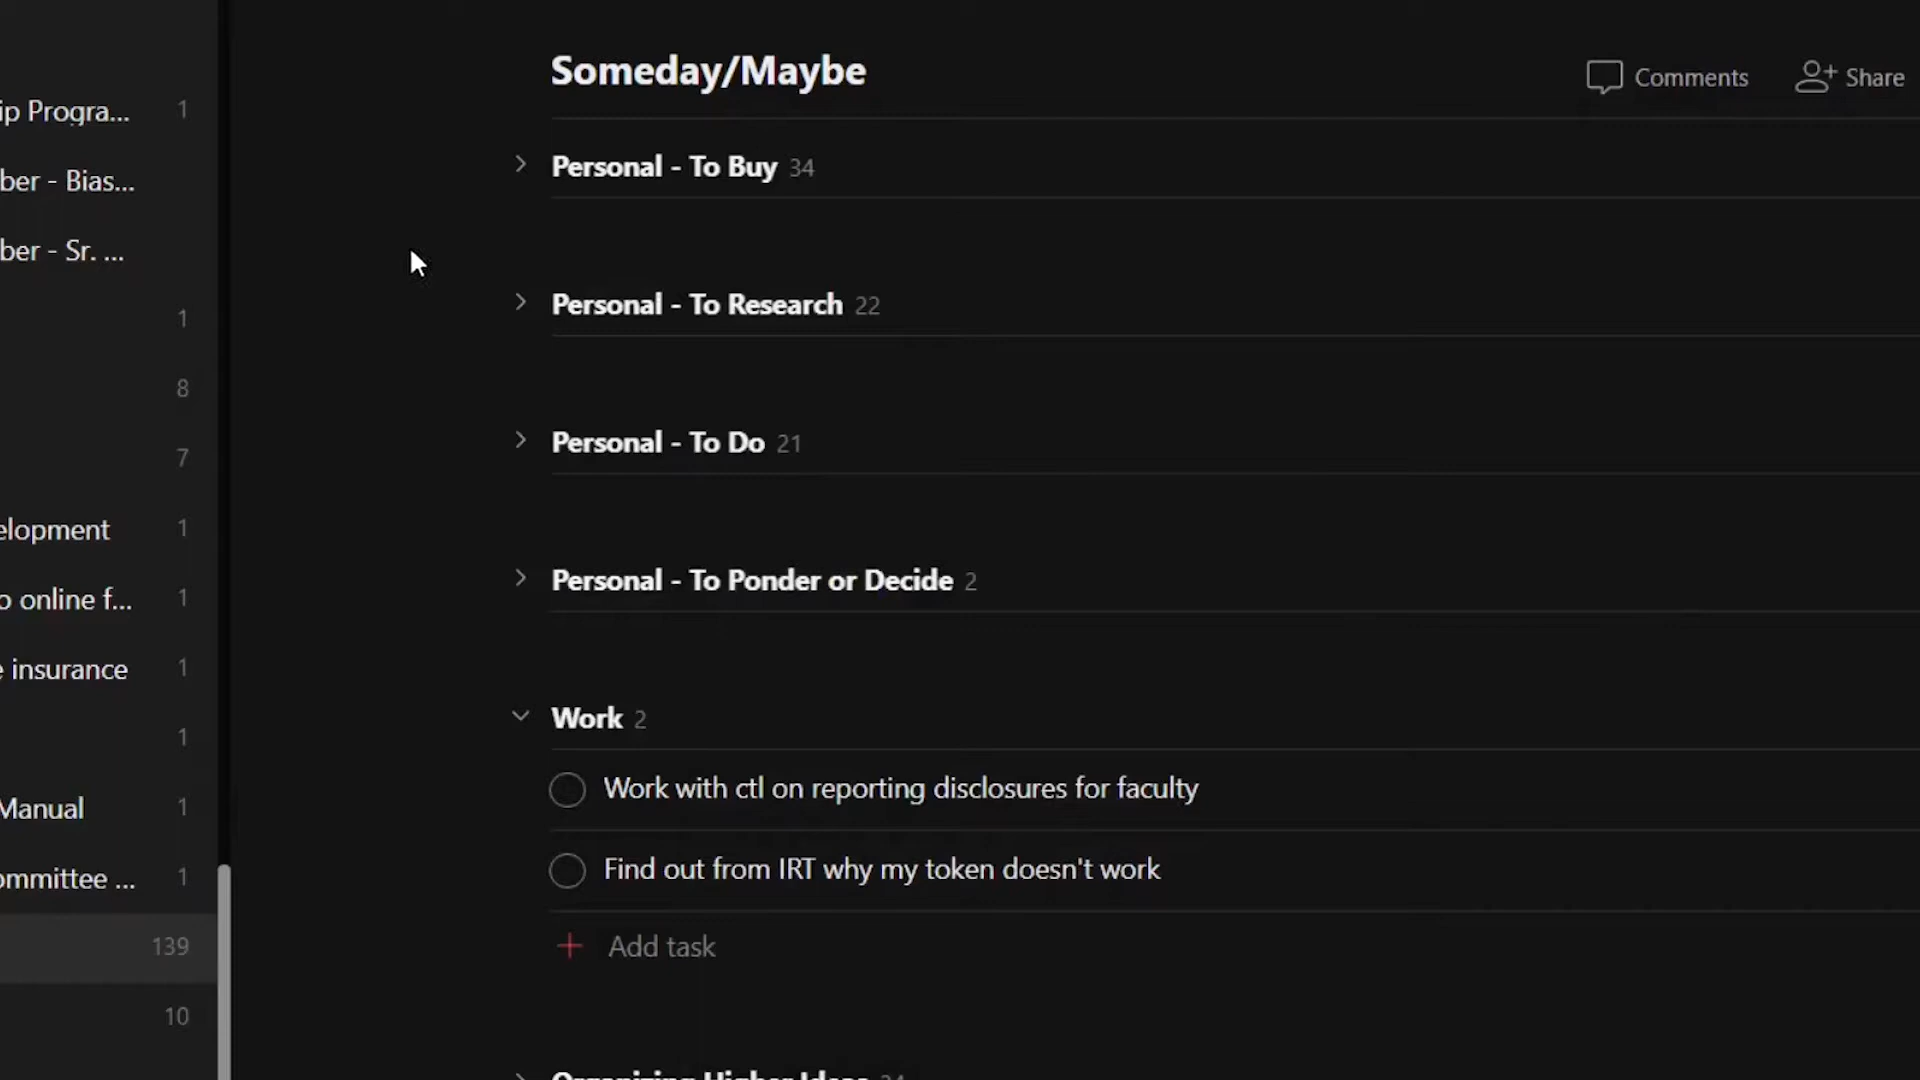 Someday/Maybe
Comments
Share
ip Progra... 1
ber - Bias...
ber - Sr. ...
1
8
7
elopment 1
o online f... 1
e insurance 1
1
Manual 1
ommittee ... 1
139
10
Personal - To Buy 34
Personal - To Research 22
Personal - To Do 21
Personal - To Ponder or Decide 2
Work 2
Work with ctl on reporting disclosures for faculty
Find out from IRT why my token doesn't work
+ Add task
Organizing Higher Ideas